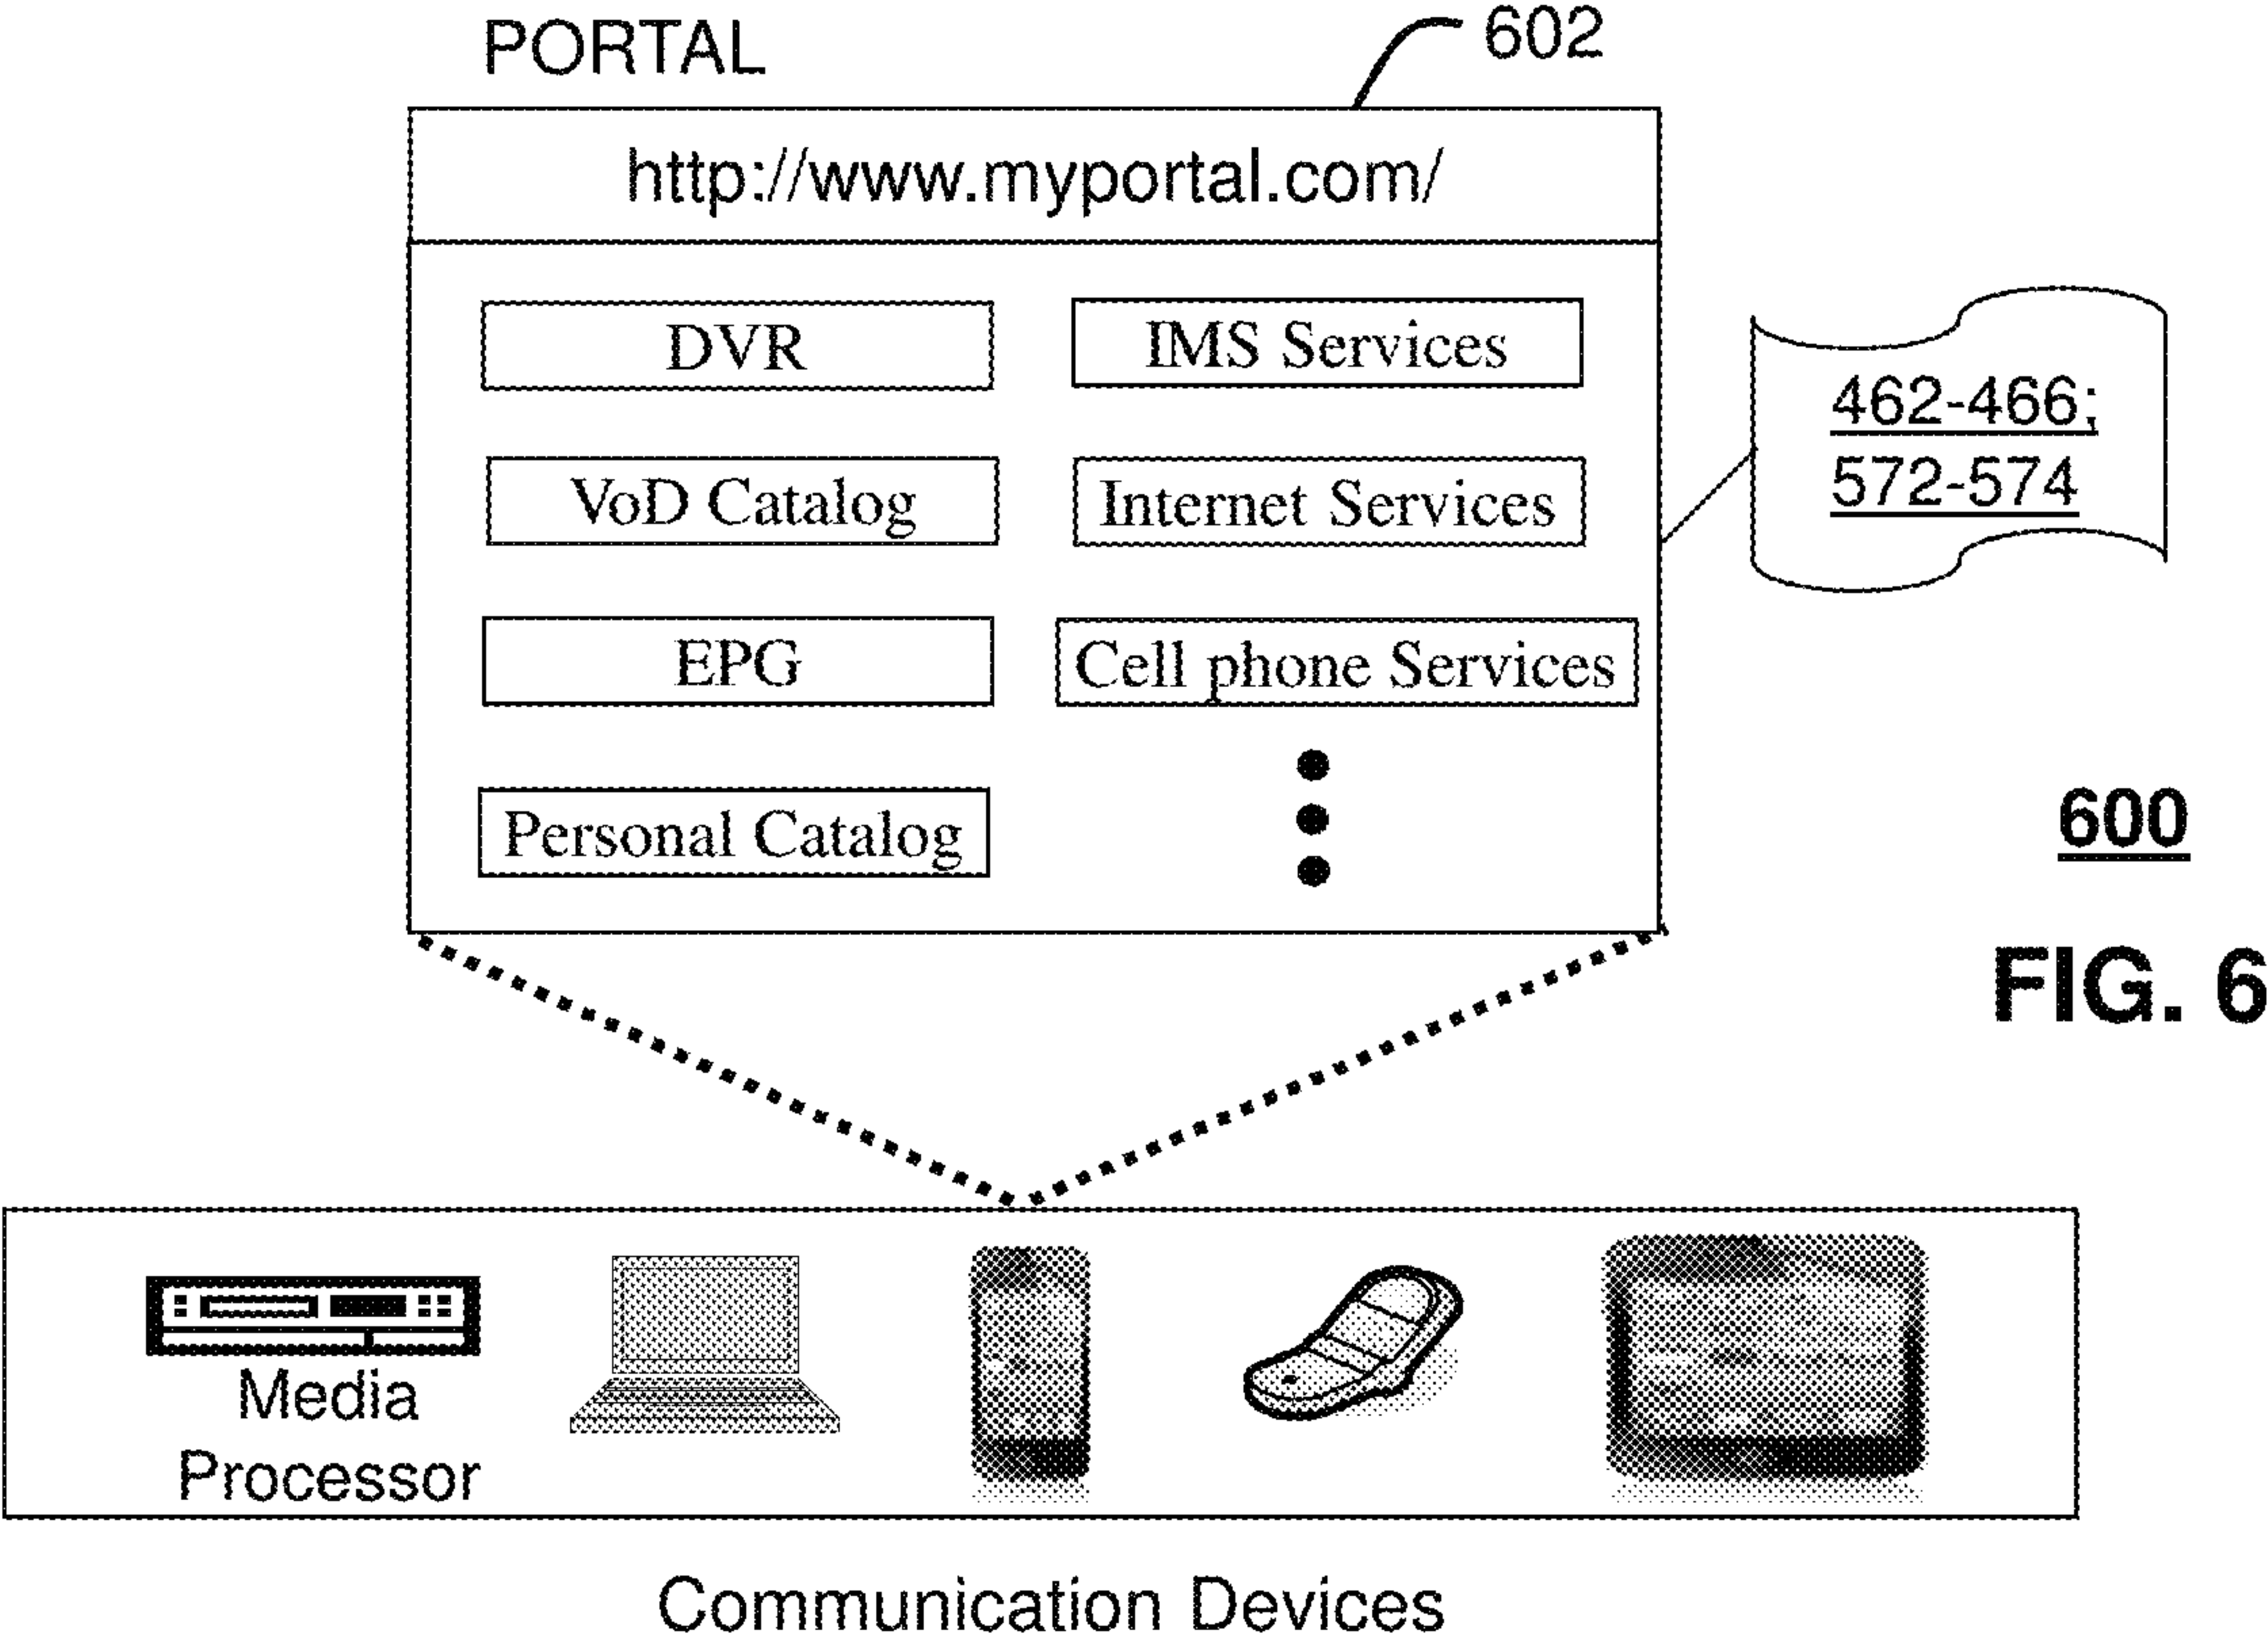 PORTAL
602
http://www.myportal.com/
DVR
IMS Services
462-466;
572-574
VoD Catalog
Internet Services
EPG
Cell phone Services
Personal Catalog
600
FIG. 6
Media
Processor
Communication Devices